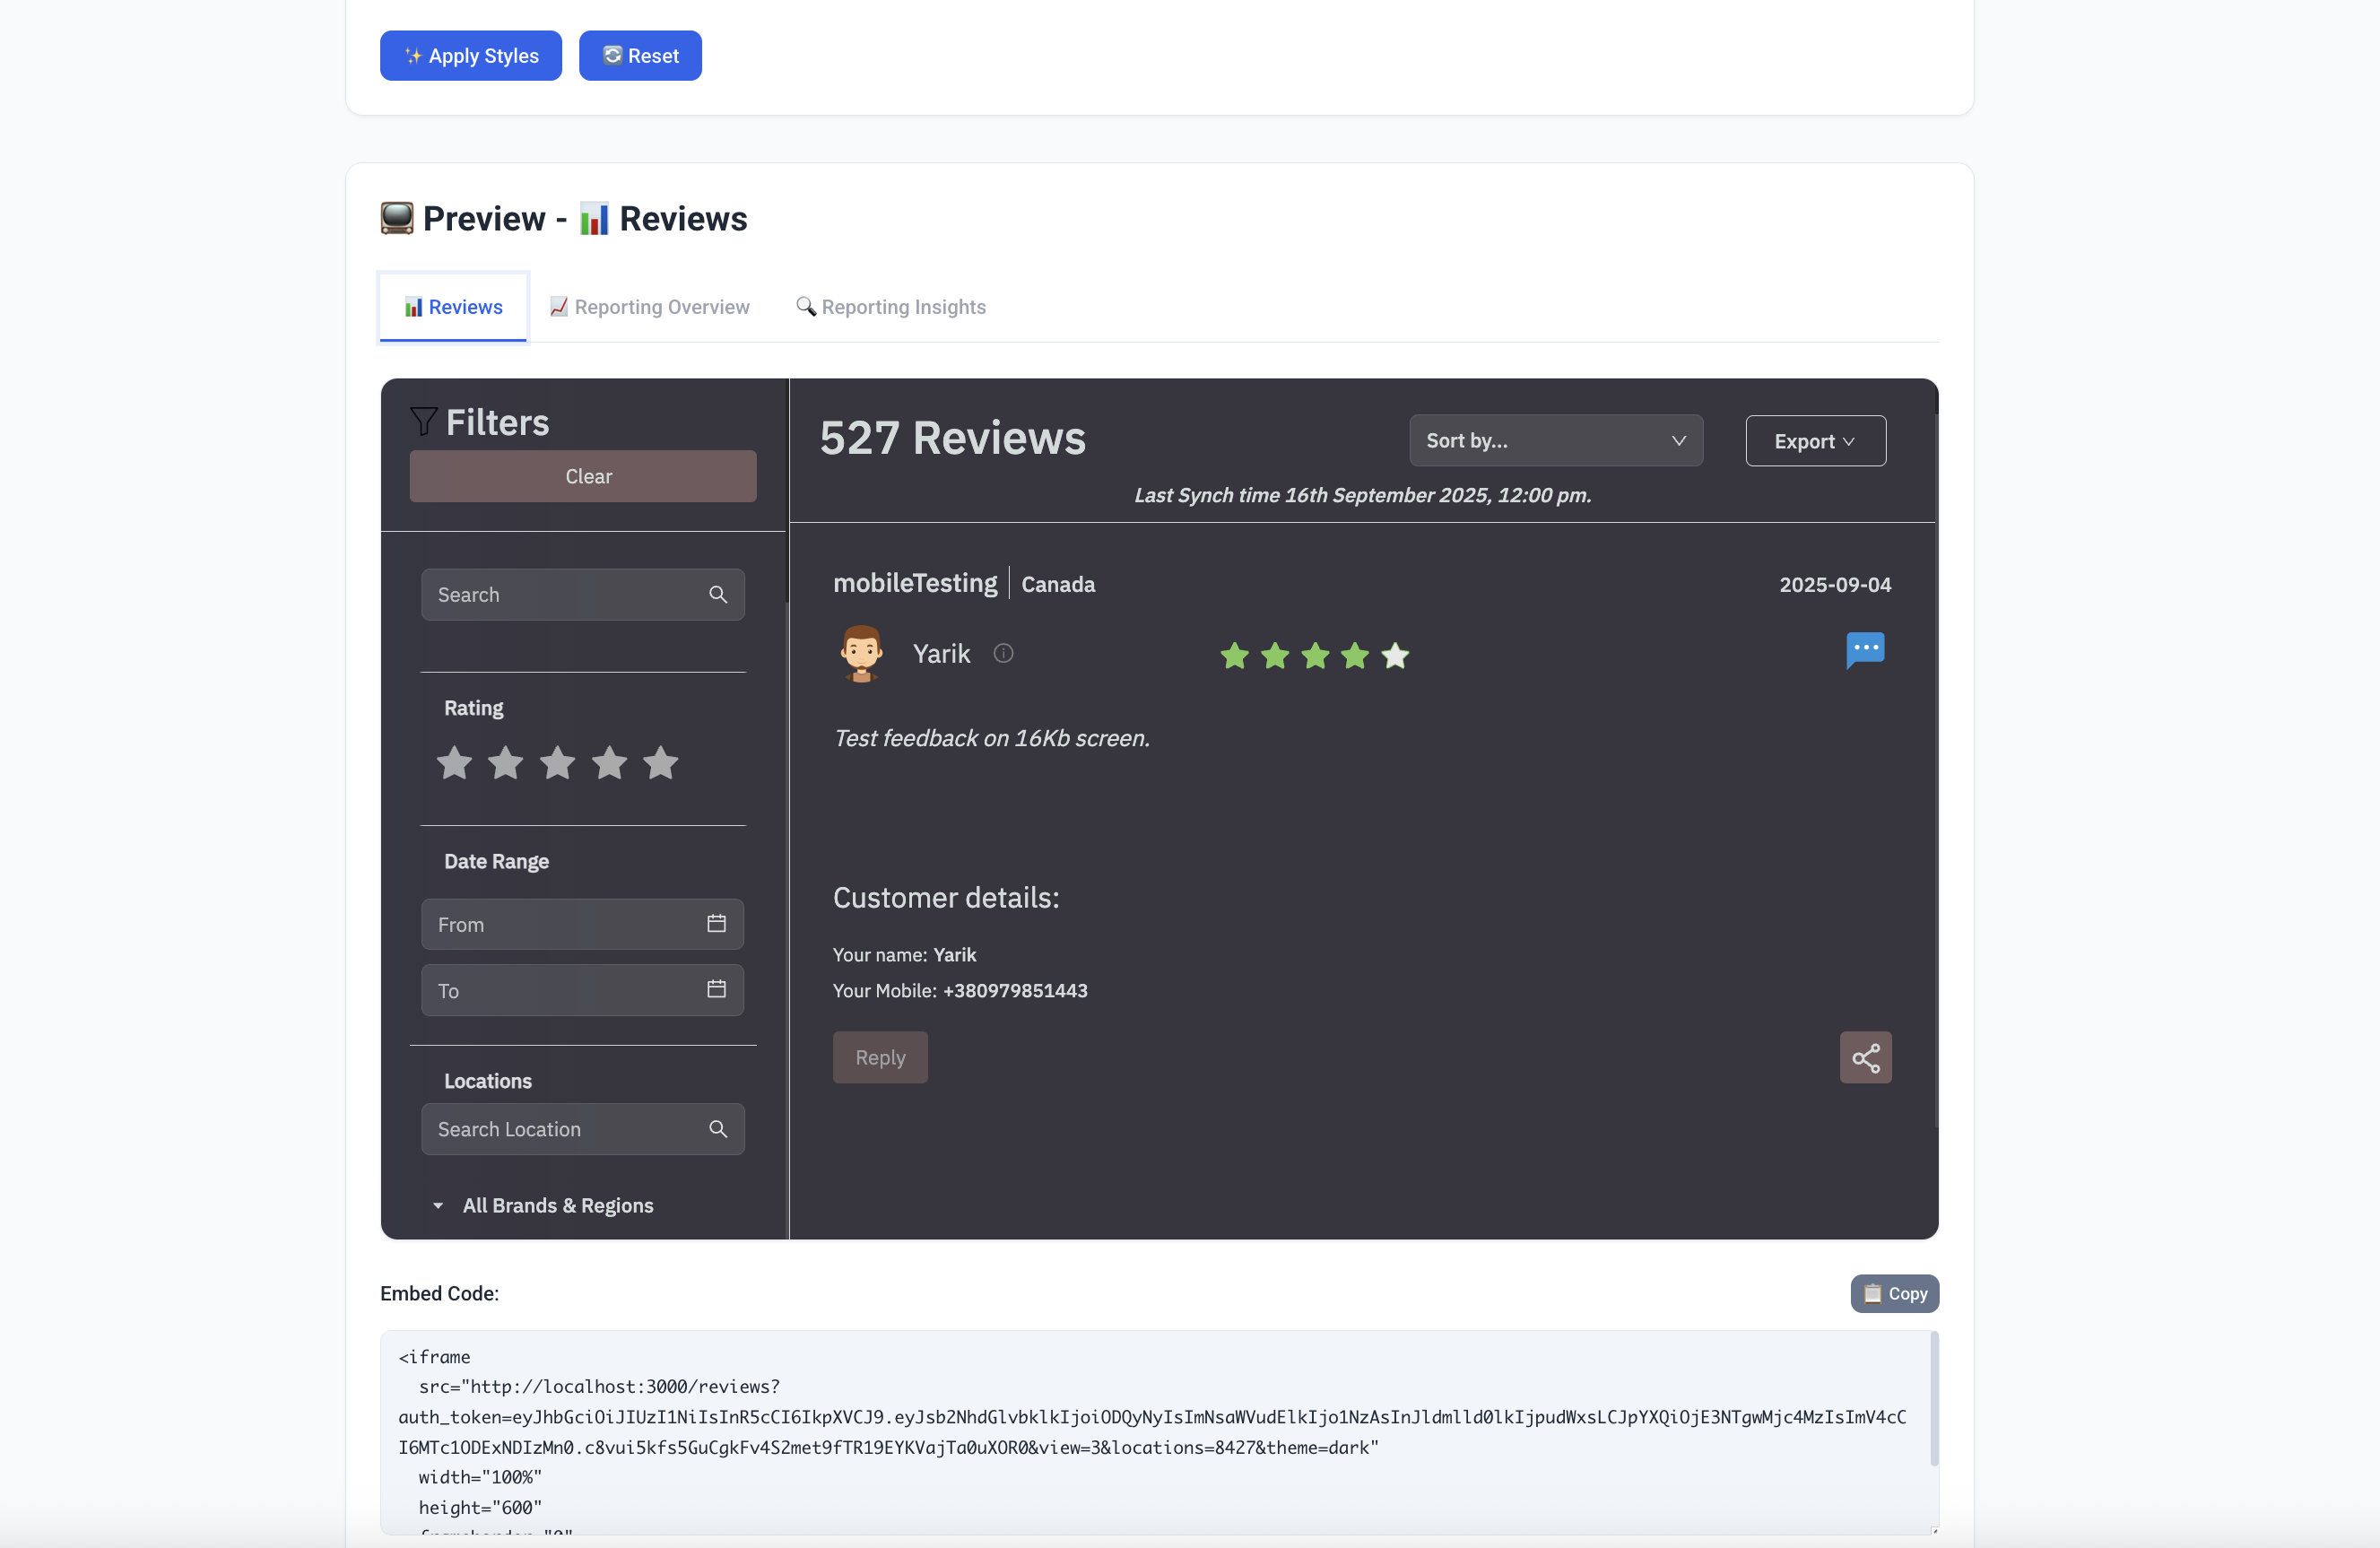 ✨ Apply Styles
🔄 Reset
📺 Preview - 📊 Reviews
📊 Reviews
📈 Reporting Overview
🔍 Reporting Insights
Filters
Clear
Search
Rating
Date Range
From
To
Locations
Search Location
All Brands & Regions
527 Reviews
Sort by...
Export
Last Synch time 16th September 2025, 12:00 pm.
mobileTesting | Canada
2025-09-04
Yarik
Test feedback on 16Kb screen.
Customer details:
Your name: Yarik
Your Mobile: +380979851443
Reply
Embed Code:
📋 Copy
<iframe
src="http://localhost:3000/reviews?
auth_token=eyJhbGciOiJIUzI1NiIsInR5cCI6IkpXVCJ9.eyJsb2NhdGlvbklkIjoiODQyNyIsImNsaWVudElkIjo1NzAsInJldmlld0lkIjpudWxsLCJpYXQiOjE3NTgwMjc4MzIsImV4cC
I6MTc1ODExNDIzMn0.c8vui5kfs5GuCgkFv4S2met9fTR19EYKVajTa0uXOR0&view=3&locations=8427&theme=dark"
width="100%"
height="600"